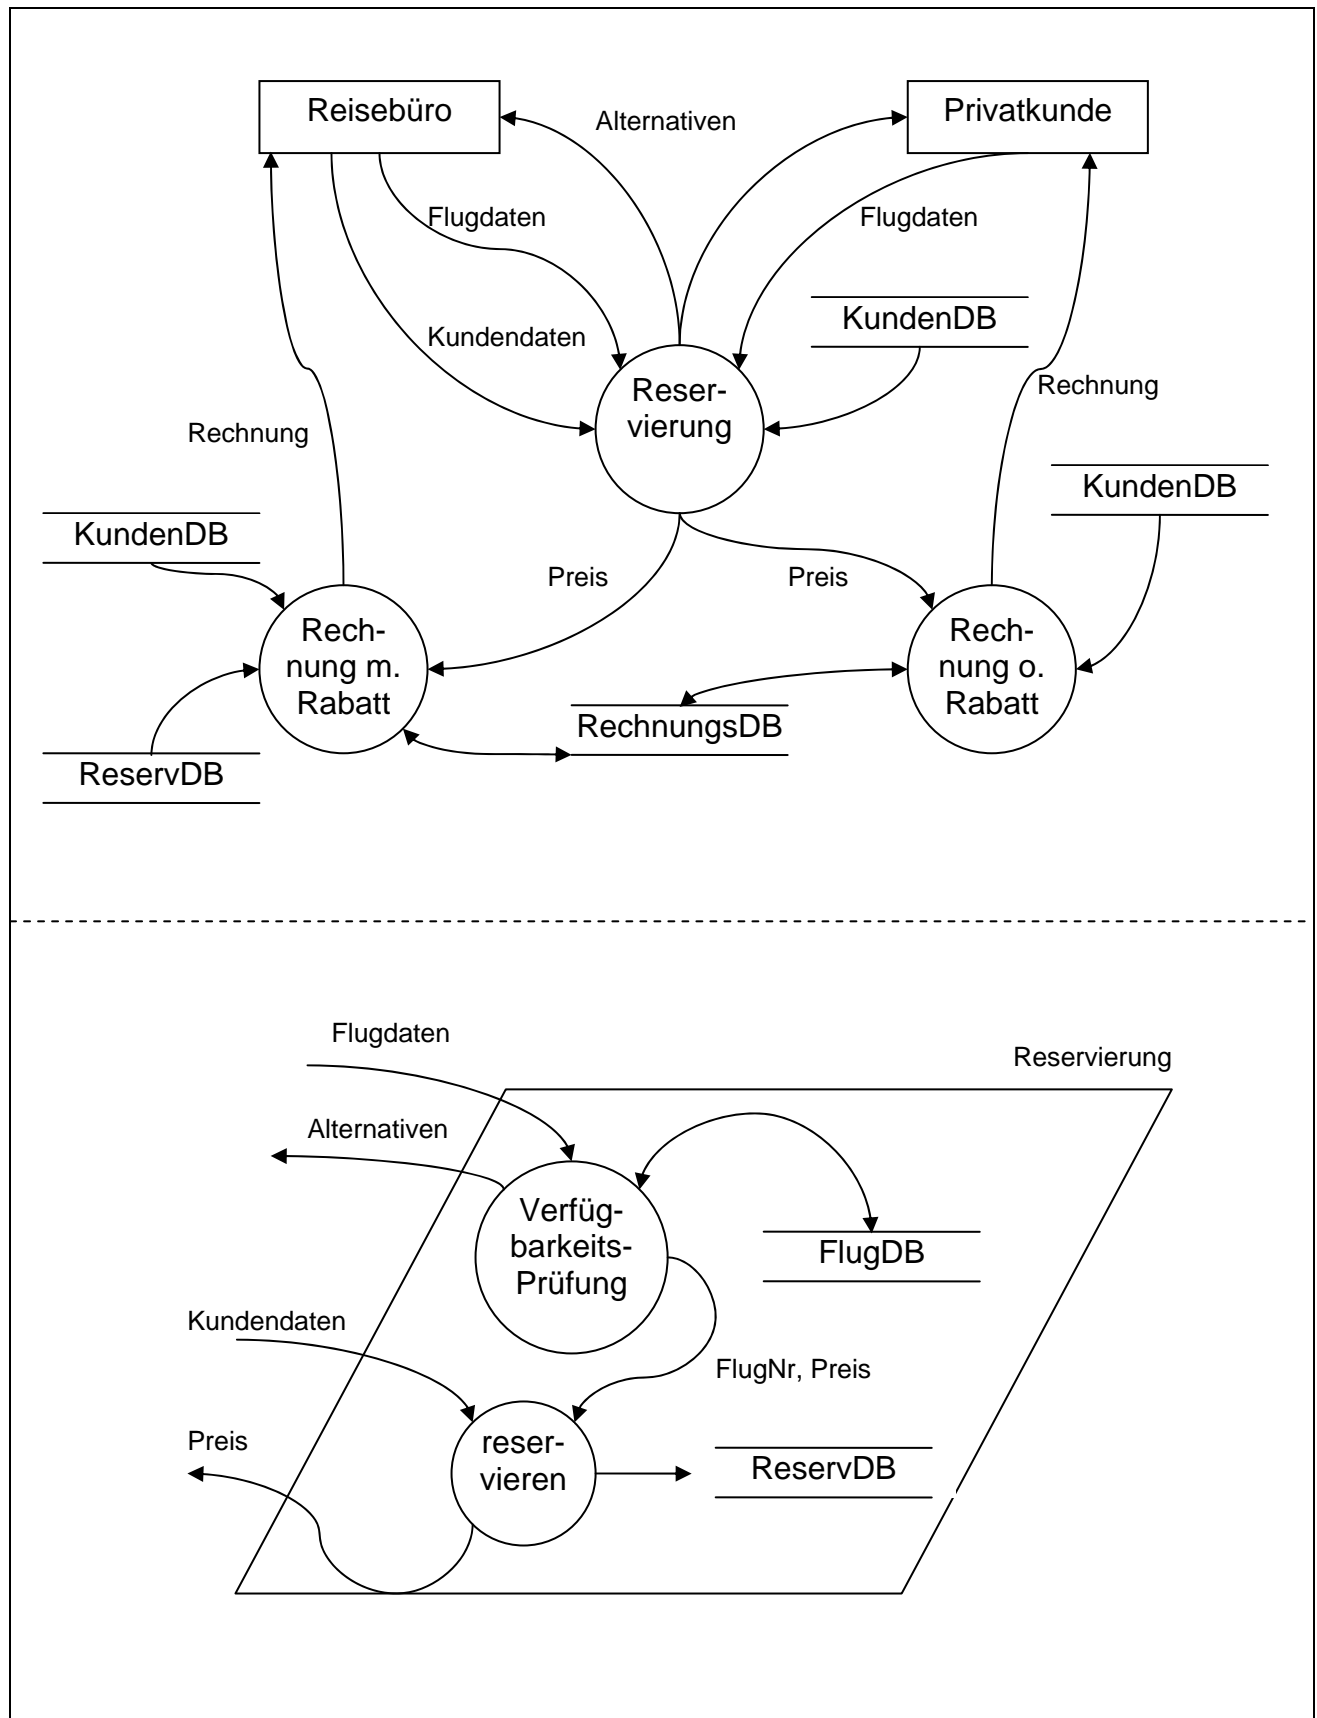 Reisebüro
Alternativen
Privatkunde
Flugdaten
Flugdaten
KundenDB
Kundendaten
Reser-
vierung
Rechnung
Rechnung
KundenDB
KundenDB
Preis
Preis
Rech-
nung m.
Rabatt
Rech-
nung o.
Rabatt
RechnungsDB
ReservDB
Flugdaten
Reservierung
Alternativen
Verfüg-
barkeits-
Prüfung
FlugDB
Kundendaten
FlugNr, Preis
Preis
reser-
vieren
ReservDB